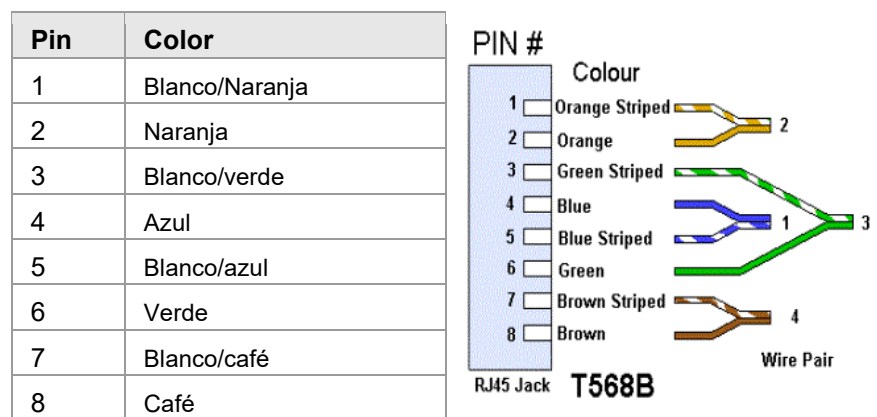 Pin Color
1 Blanco/Naranja
2 Naranja
3 Blanco/verde
4 Azul
5 Blanco/azul
6 Verde
7 Blanco/café
8 Café
PIN #
Colour
1 Orange Striped
2 Orange
2
3 Green Striped
4 Blue
1
3
5 Blue Striped
6 Green
7 Brown Striped
4
8 Brown
Wire Pair
RJ45 Jack T568B